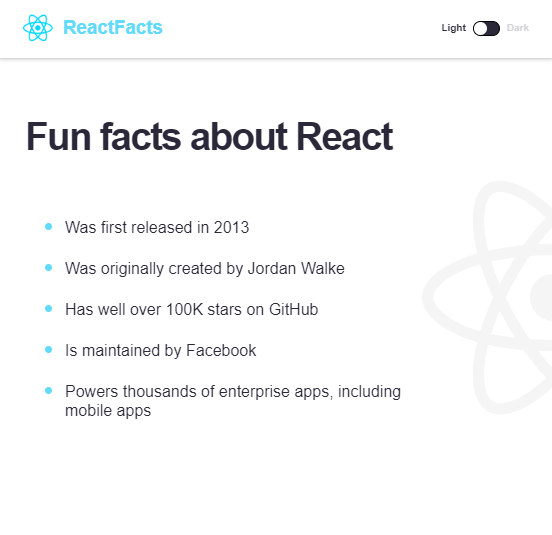 ReactFacts
Light Dark
Fun facts about React
Was first released in 2013
Was originally created by Jordan Walke
Has well over 100K stars on GitHub
Is maintained by Facebook
Powers thousands of enterprise apps, including
mobile apps